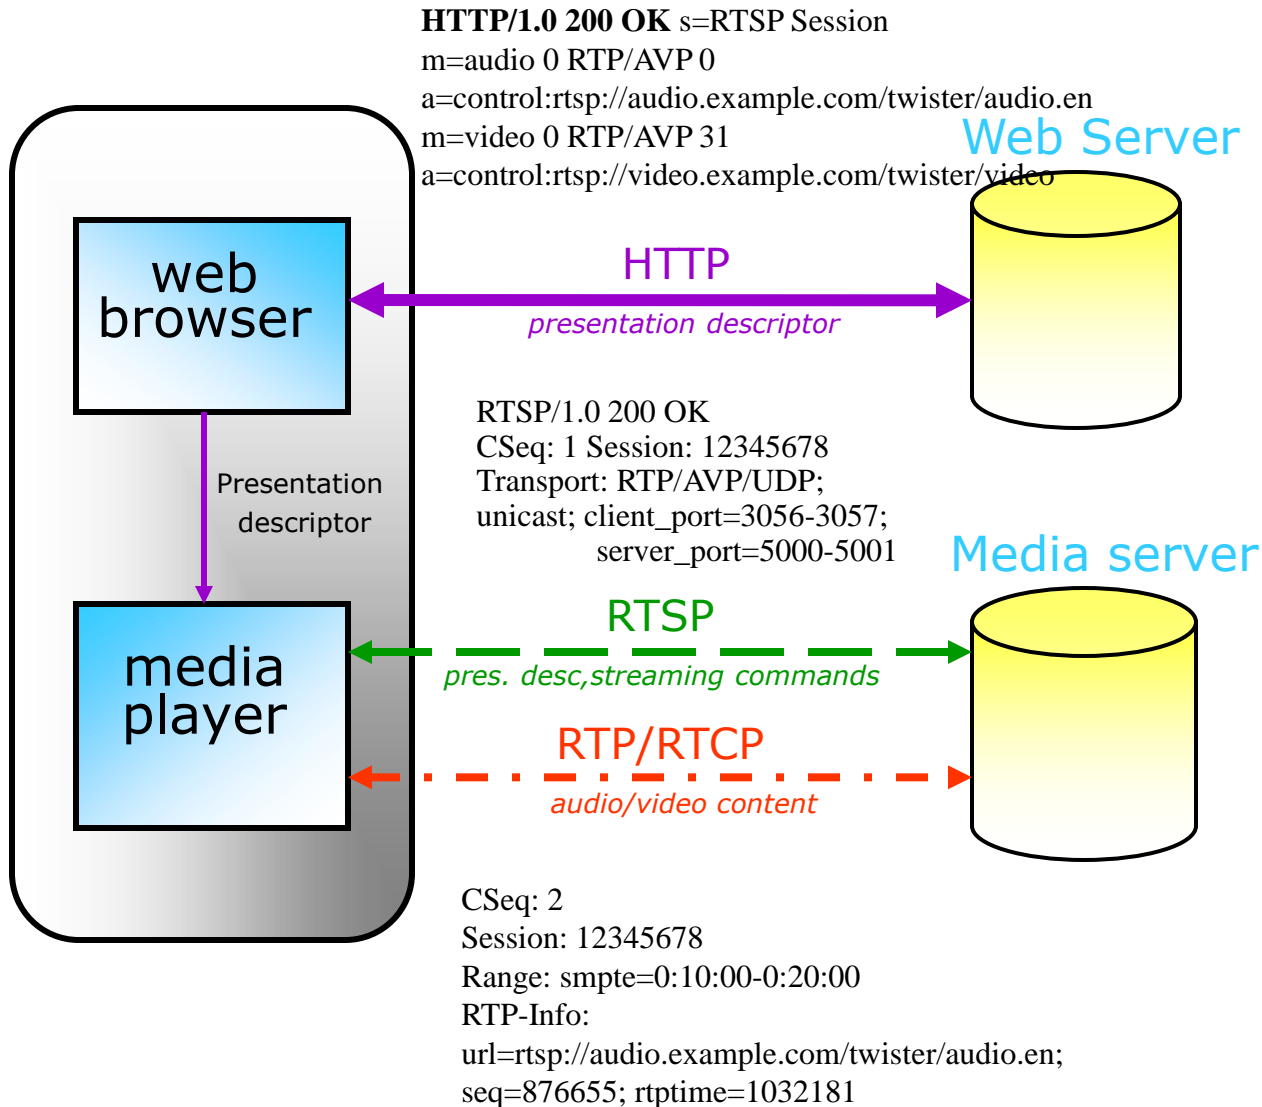 HTTP/1.0 200 OK s=RTSP Session
m=audio 0 RTP/AVP 0
a=control:rtsp://audio.example.com/twister/audio.en
m=video 0 RTP/AVP 31
a=control:rtsp://video.example.com/twister/video
Web Server
web
browser
HTTP
presentation descriptor
RTSP/1.0 200 OK
CSeq: 1 Session: 12345678
Transport: RTP/AVP/UDP;
unicast; client_port=3056-3057;
server_port=5000-5001
Presentation
descriptor
Media server
media
player
RTSP
pres. desc,streaming commands
RTP/RTCP
audio/video content
CSeq: 2
Session: 12345678
Range: smpte=0:10:00-0:20:00
RTP-Info:
url=rtsp://audio.example.com/twister/audio.en;
seq=876655; rtptime=1032181